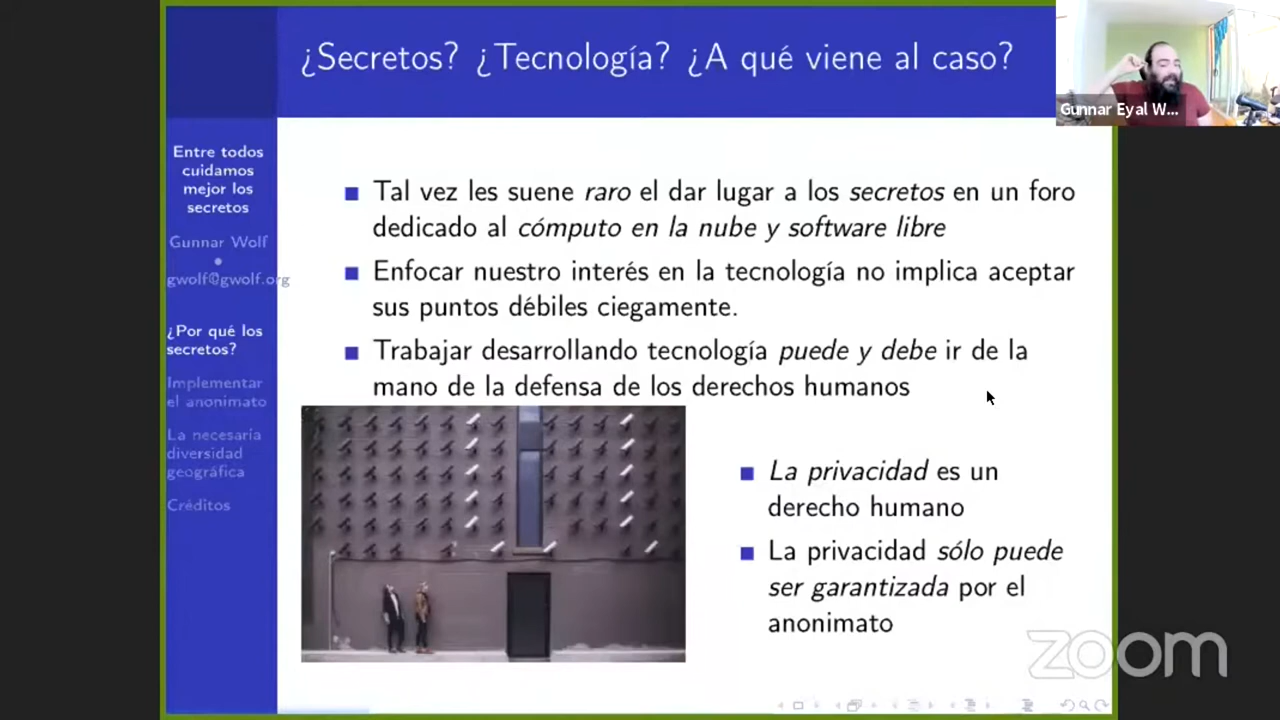 ¿Secretos? ¿Tecnología? ¿A qué viene al caso?
Gunnar Eyal W...
Entre todos
cuidamos
mejor los
secretos
Gunnar Wolf
•
gwolf@gwolf.org
¿Por qué los
secretos?
Implementar
el anonimato
La necesaria
diversidad
geográfica
Créditos
Tal vez les suene raro el dar lugar a los secretos en un foro
dedicado al cómputo en la nube y software libre
Enfocar nuestro interés en la tecnología no implica aceptar
sus puntos débiles ciegamente.
Trabajar desarrollando tecnología puede y debe ir de la
mano de la defensa de los derechos humanos
La privacidad es un
derecho humano
La privacidad sólo puede
ser garantizada por el
anonimato
zoom